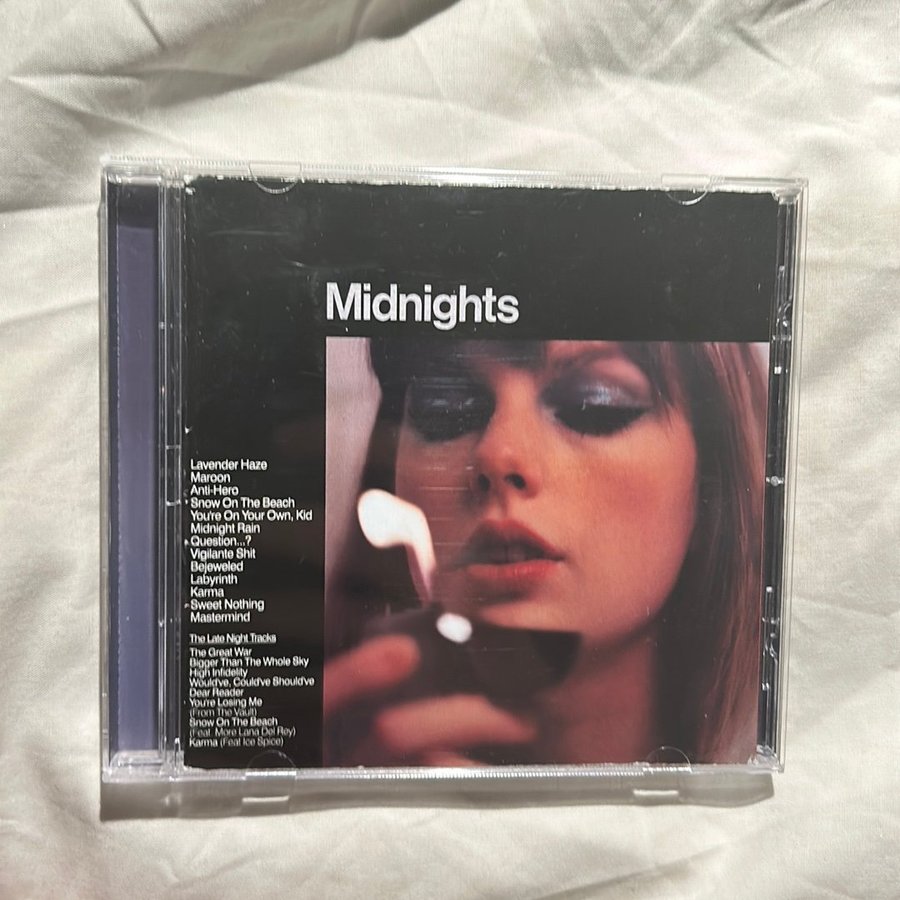 Midnights
Lavender Haze
Maroon
Anti-Hero
Snow On The Beach
You're On Your Own, Kid
Midnight Rain
Question...?
Vigilante Shit
Bejeweled
Labyrinth
Karma
Sweet Nothing
Mastermind
The Late Night Tracks
The Great War
Bigger Than The Whole Sky
High Infidelity
Would've, Could've Should've
Dear Reader
You're Losing Me
(From The Vault)
Snow On The Beach
(Feat. More Lana Del Rey)
Karma (Feat Ice Spice)